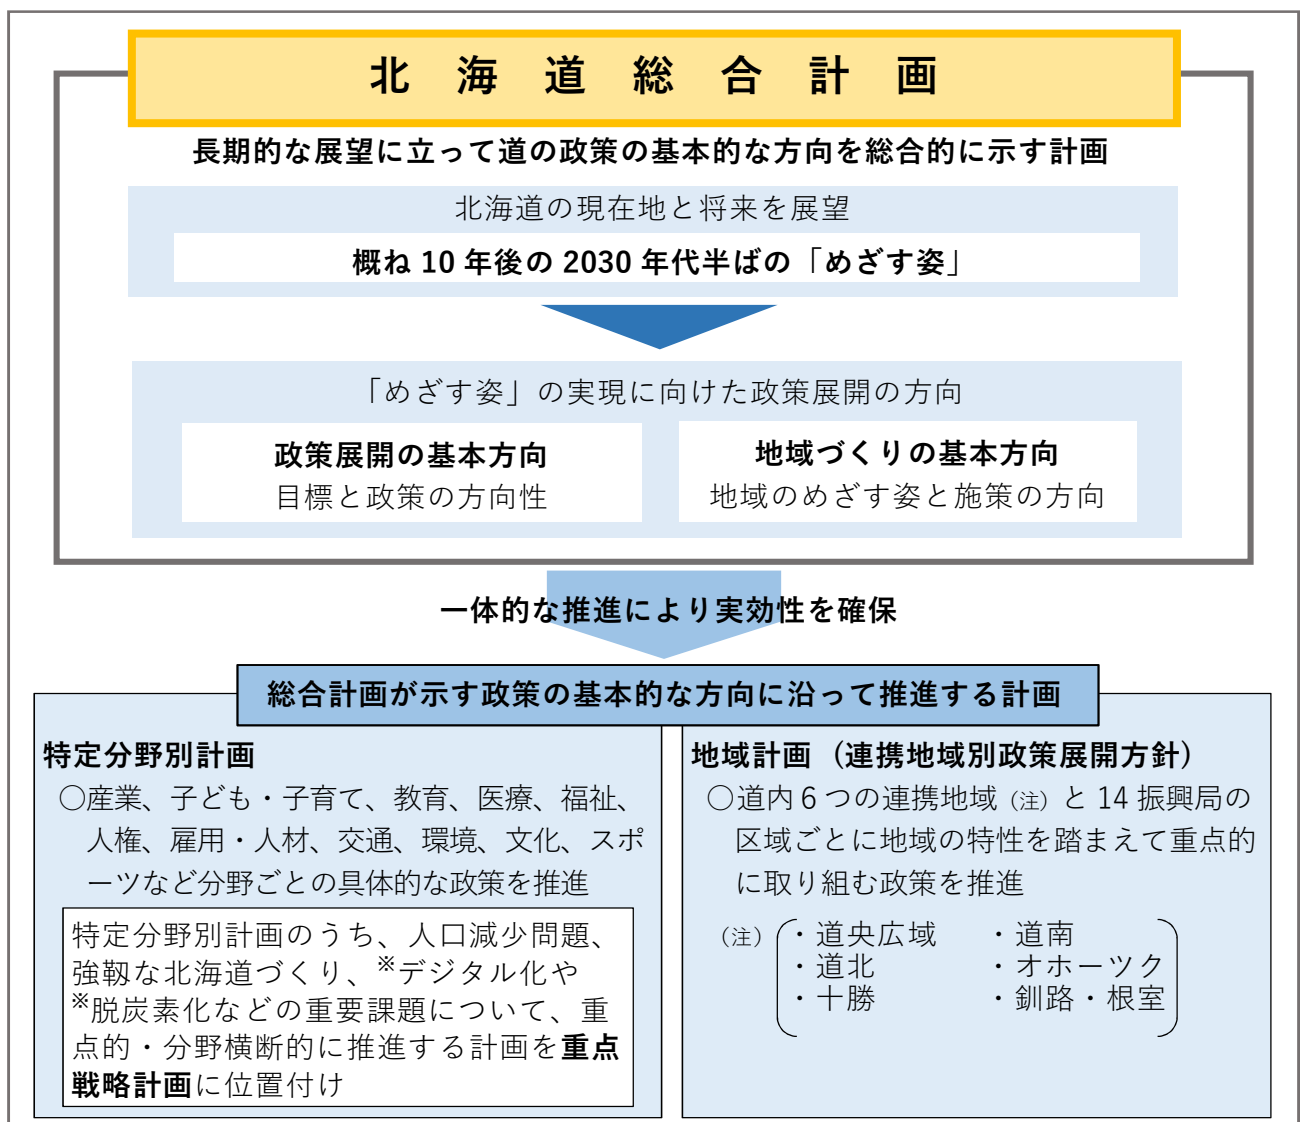 北海道総合計画
長期的な展望に立って道の政策の基本的な方向を総合的に示す計画
北海道の現在地と将来を展望
概ね 10 年後の 2030 年代半ばの「めざす姿」
「めざす姿」の実現に向けた政策展開の方向
政策展開の基本方向
目標と政策の方向性
地域づくりの基本方向
地域のめざす姿と施策の方向
一体的な推進により実効性を確保
総合計画が示す政策の基本的な方向に沿って推進する計画
特定分野別計画
○産業、子ども・子育て、教育、医療、福祉、
人権、雇用・人材、交通、環境、文化、スポ
ーツなど分野ごとの具体的な政策を推進
特定分野別計画のうち、人口減少問題、
強靱な北海道づくり、※デジタル化や
※脱炭素化などの重要課題について、重
点的・分野横断的に推進する計画を重点
戦略計画に位置付け
地域計画（連携地域別政策展開方針）
○道内６つの連携地域（注）と 14 振興局の
区域ごとに地域の特性を踏まえて重点的
に取り組む政策を推進
（注）
・道央広域 ・道南
・道北 ・オホーツク
・十勝 ・釧路・根室